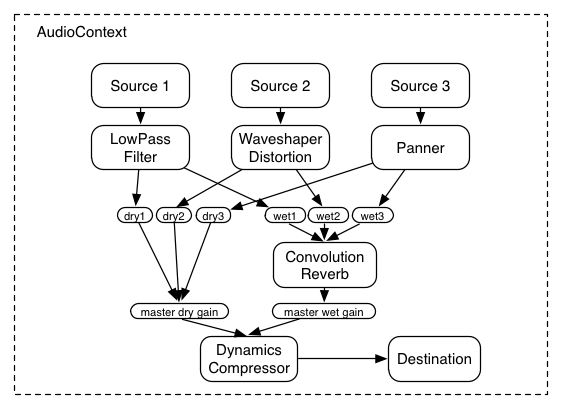 AudioContext
Source 1
Source 2
Source 3
LowPass
Filter
Waveshaper
Distortion
Panner
dry1
dry2
dry3
wet1
wet2
wet3
Convolution
Reverb
master dry gain
master wet gain
Dynamics
Compressor
Destination